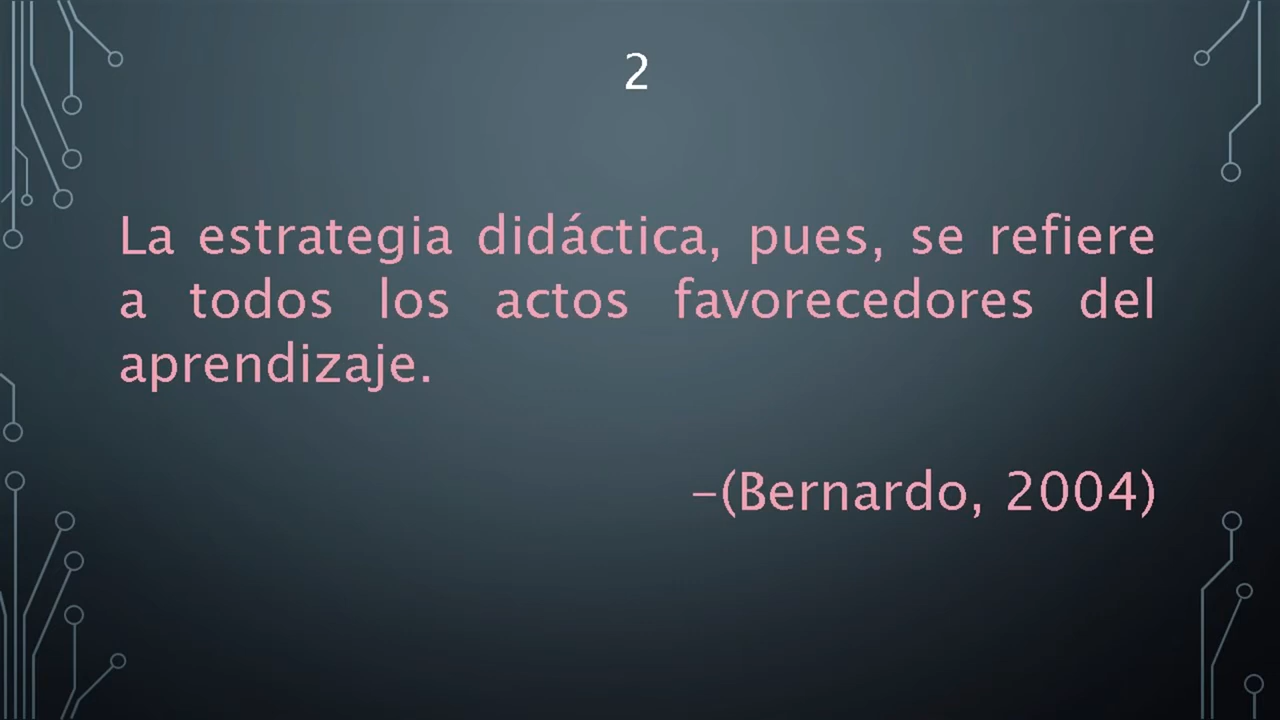 2
La estrategia didáctica, pues, se refiere
a todos los actos favorecedores del
aprendizaje.
–(Bernardo, 2004)